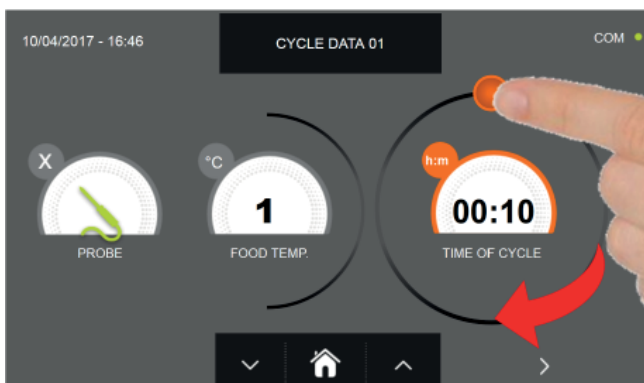 10/04/2017 - 16:46
CYCLE DATA 01
COM
X
°C
h:m
1
00:10
PROBE
FOOD TEMP.
TIME OF CYCLE